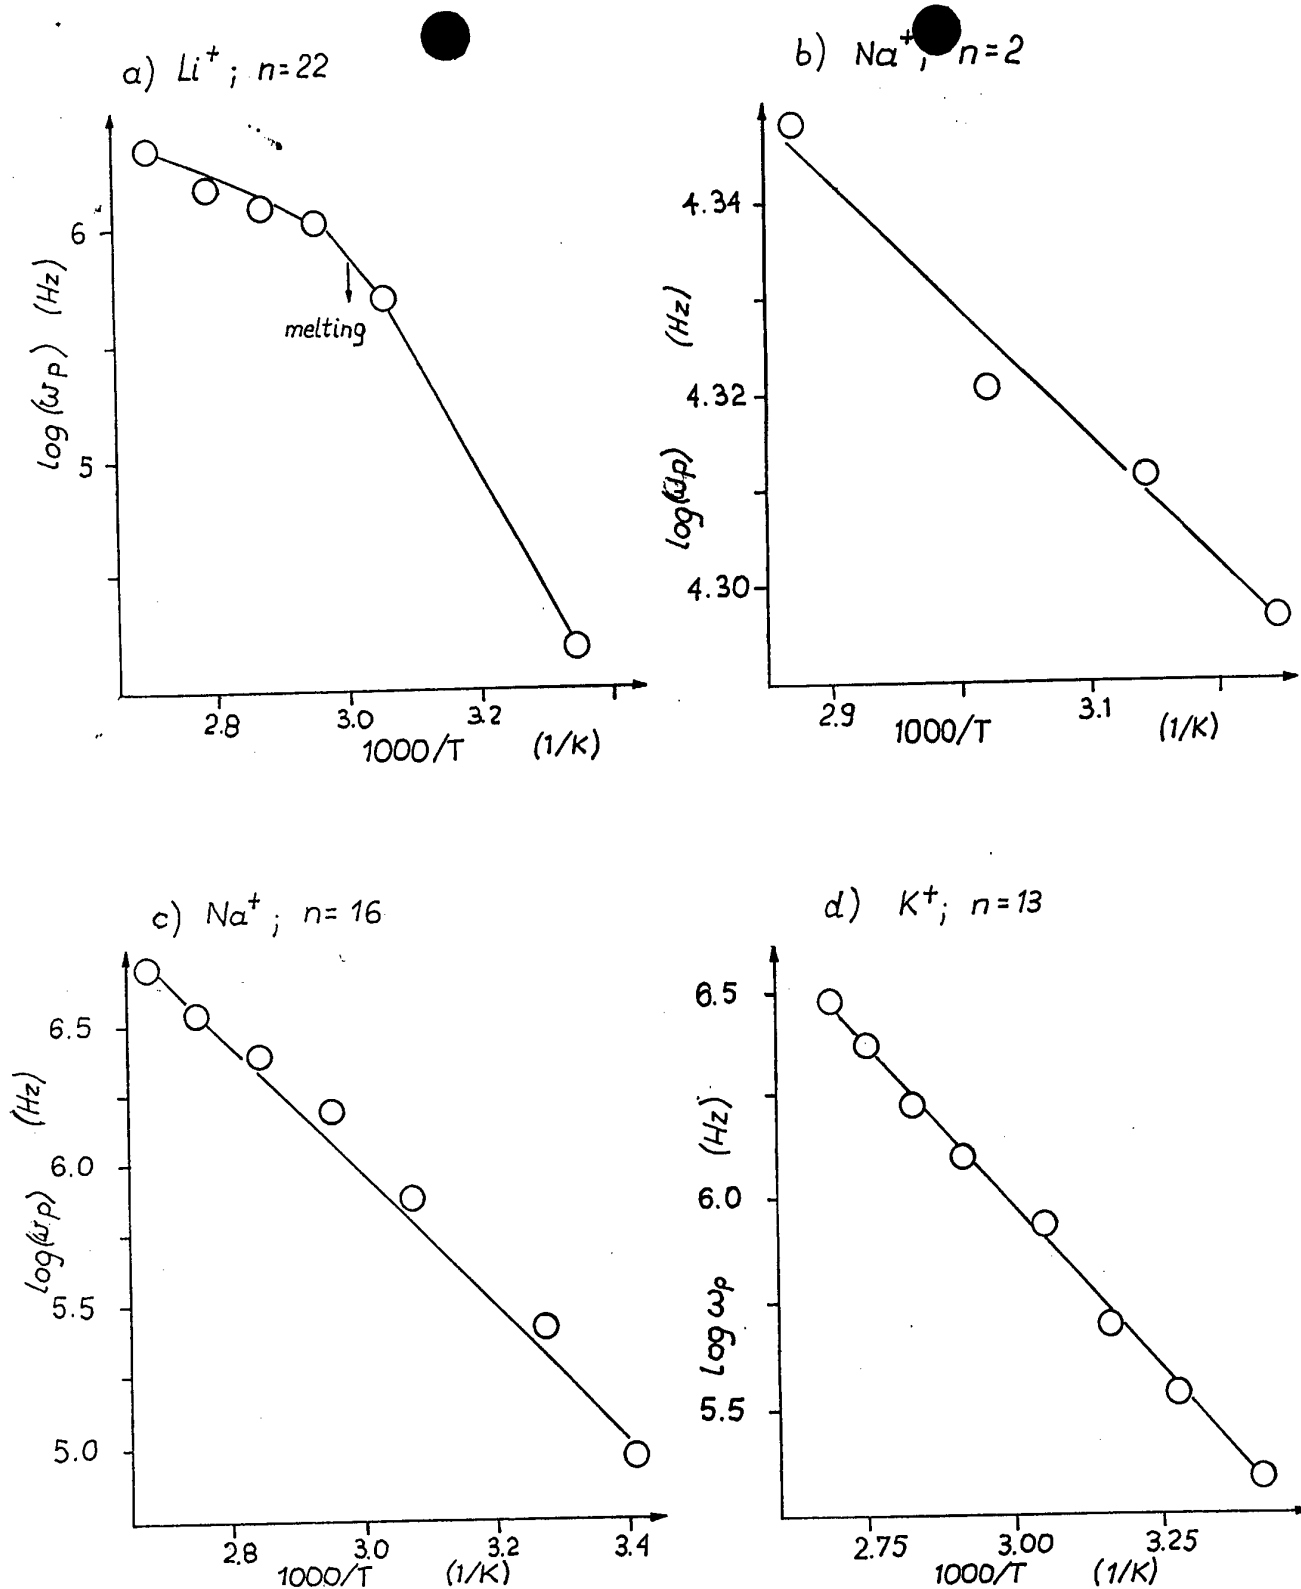 a) Li⁺ ; n=22
6
5
log(ωp) (Hz)
melting
2.8 3.0 3.2
1000/T (1/K)
b) Na⁺; n=2
4.34
4.32
4.30
log(ωp) (Hz)
2.9 3.1
1000/T (1/K)
c) Na⁺ ; n=16
6.5
6.0
5.5
5.0
log(ωp) (Hz)
2.8 3.0 3.2 3.4
1000/T (1/K)
d) K⁺; n=13
6.5
6.0
5.5
log ωp (Hz)
2.75 3.00 3.25
1000/T (1/K)